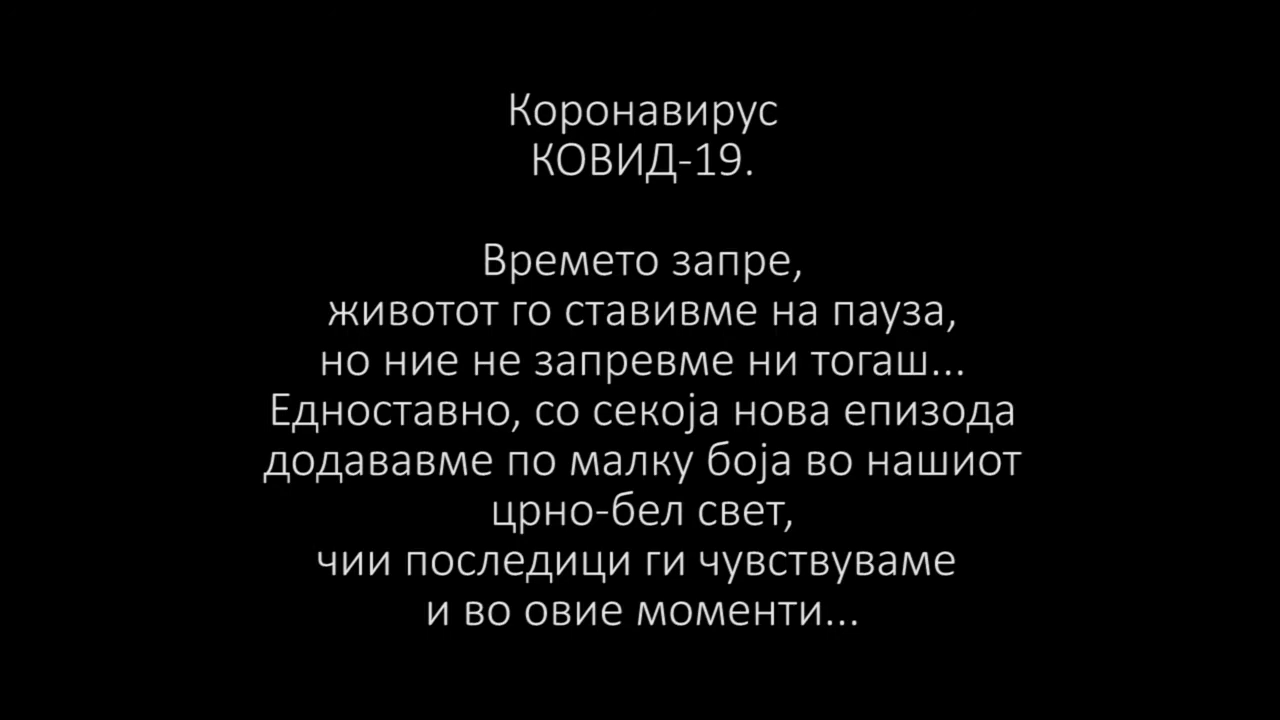 Коронавирус
КОВИД-19.
Времето запре,
животот го ставивме на пауза,
но ние не запревме ни тогаш...
Едноставно, со секоја нова епизода
додававме по малку боја во нашиот
црно-бел свет,
чии последици ги чувствуваме
и во овие моменти...